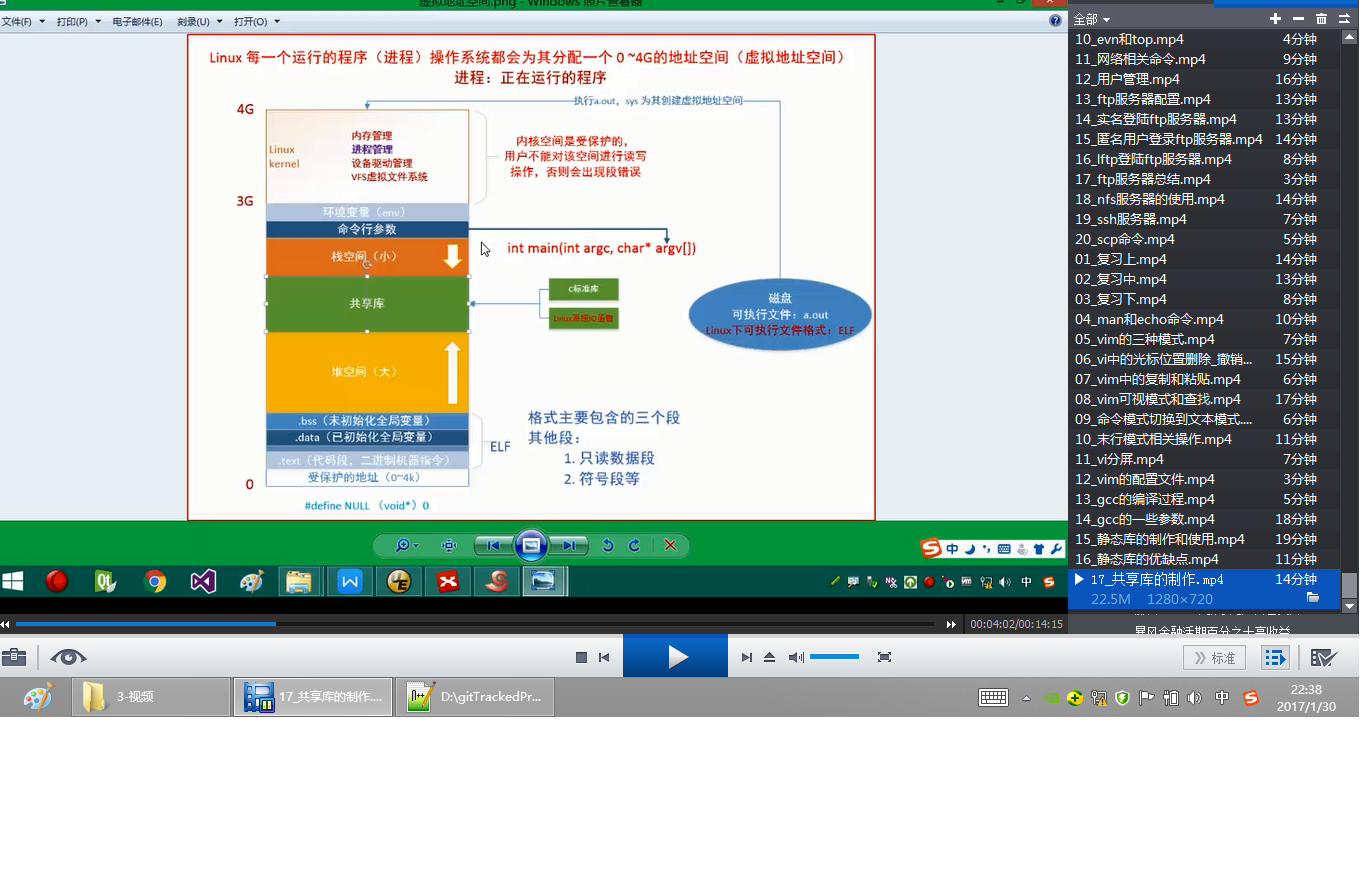 虚拟地址空间.png - Windows 照片查看器
文件(F) 打印(P) 电子邮件(E) 刻录(U) 打开(O)
Linux 每一个运行的程序（进程）操作系统都会为其分配一个 0 ~4G的地址空间（虚拟地址空间）
进程：正在运行的程序
执行a.out，sys 为其创建虚拟地址空间
4G
Linux kernel
内存管理
进程管理
设备驱动管理
VFS虚拟文件系统
内核空间是受保护的，
用户不能对该空间进行读写
操作，否则会出现段错误
3G
环境变量（env）
命令行参数
int main(int argc, char* argv[])
栈空间（小）
共享库
C标准库
Linux系统IO函数
磁盘
可执行文件：a.out
Linux下可执行文件格式：ELF
堆空间（大）
.bss（未初始化全局变量）
.data（已初始化全局变量）
.text（代码段，二进制机器指令）
受保护的地址（0~4k）
ELF
格式主要包含的三个段
其他段：
1. 只读数据段
2. 符号段等
0
#define NULL （void*）0
中
中
全部
10_evn和top.mp4 4分钟
11_网络相关命令.mp4 9分钟
12_用户管理.mp4 16分钟
13_ftp服务器配置.mp4 13分钟
14_实名登陆ftp服务器.mp4 13分钟
15_匿名用户登录ftp服务器.mp4 14分钟
16_lftp登陆ftp服务器.mp4 8分钟
17_ftp服务器总结.mp4 3分钟
18_nfs服务器的使用.mp4 14分钟
19_ssh服务器.mp4 7分钟
20_scp命令.mp4 5分钟
01_复习上.mp4 14分钟
02_复习中.mp4 13分钟
03_复习下.mp4 8分钟
04_man和echo命令.mp4 10分钟
05_vim的三种模式.mp4 7分钟
06_vi中的光标位置删除_撤销... 15分钟
07_vim中的复制和粘贴.mp4 6分钟
08_vim可视模式和查找.mp4 17分钟
09_命令模式切换到文本模式.... 6分钟
10_末行模式相关操作.mp4 11分钟
11_vi分屏.mp4 7分钟
12_vim的配置文件.mp4 3分钟
13_gcc的编译过程.mp4 5分钟
14_gcc的一些参数.mp4 18分钟
15_静态库的制作和使用.mp4 19分钟
16_静态库的优缺点.mp4 11分钟
17_共享库的制作.mp4 14分钟
22.5M 1280×720
暴风金融活期百分之十高收益
00:04:02/00:14:15
标准
3-视频
17_共享库的制作....
D:\gitTrackedPr...
中
22:38
2017/1/30